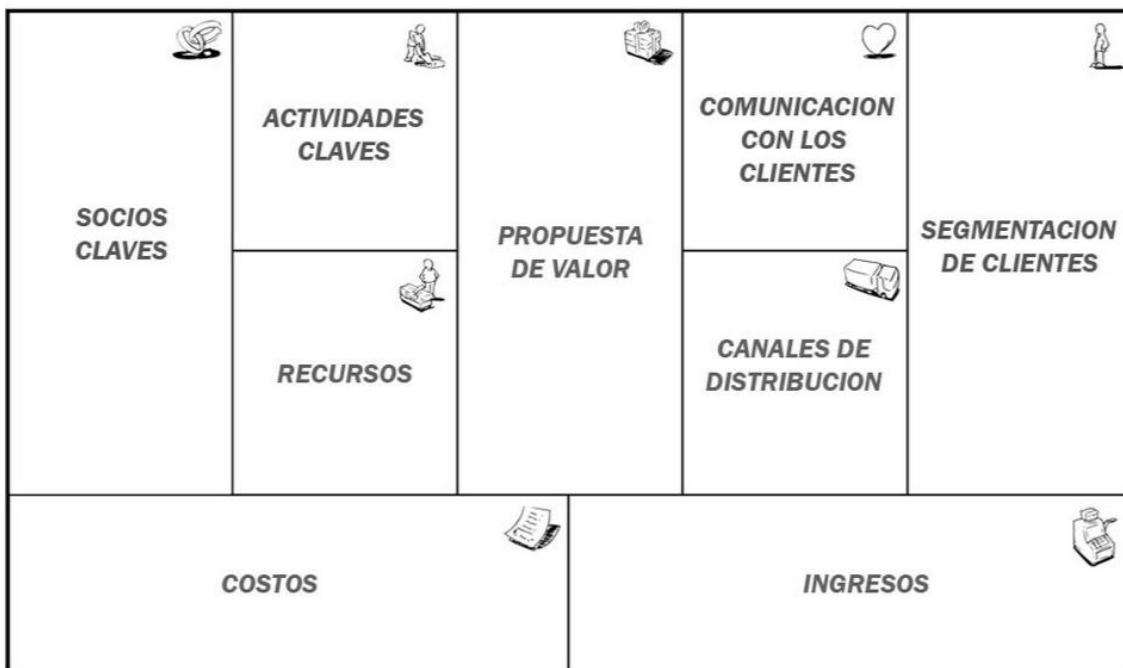 SOCIOS
CLAVES
ACTIVIDADES
CLAVES
RECURSOS
PROPUESTA
DE VALOR
COMUNICACION
CON LOS
CLIENTES
CANALES DE
DISTRIBUCION
SEGMENTACION
DE CLIENTES
COSTOS
INGRESOS